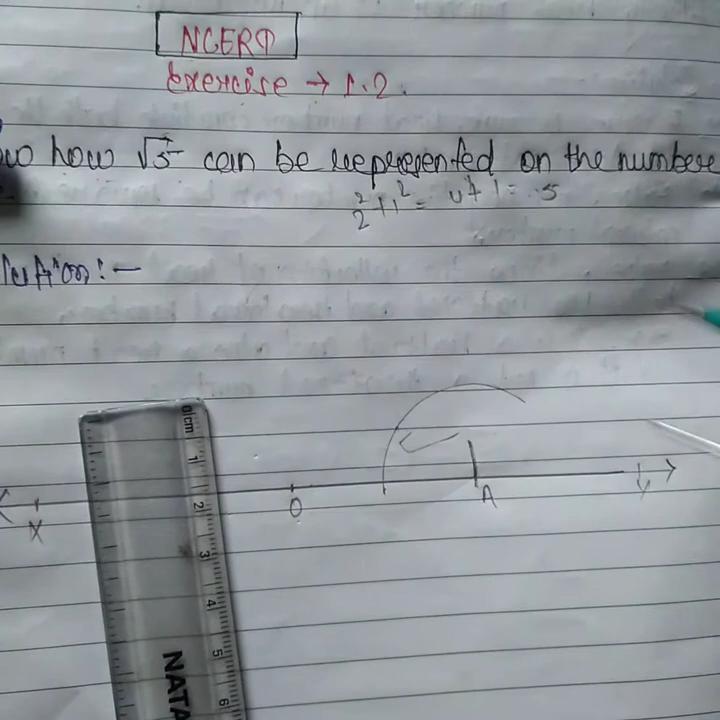 NCERT
Exercise → 1.2.
how √5 can be represented on the number
2² + 1² = 4 + 1 = 5
lution :-
0 cm
1
2
3
4
5
6
X
O
A
Y
NATA